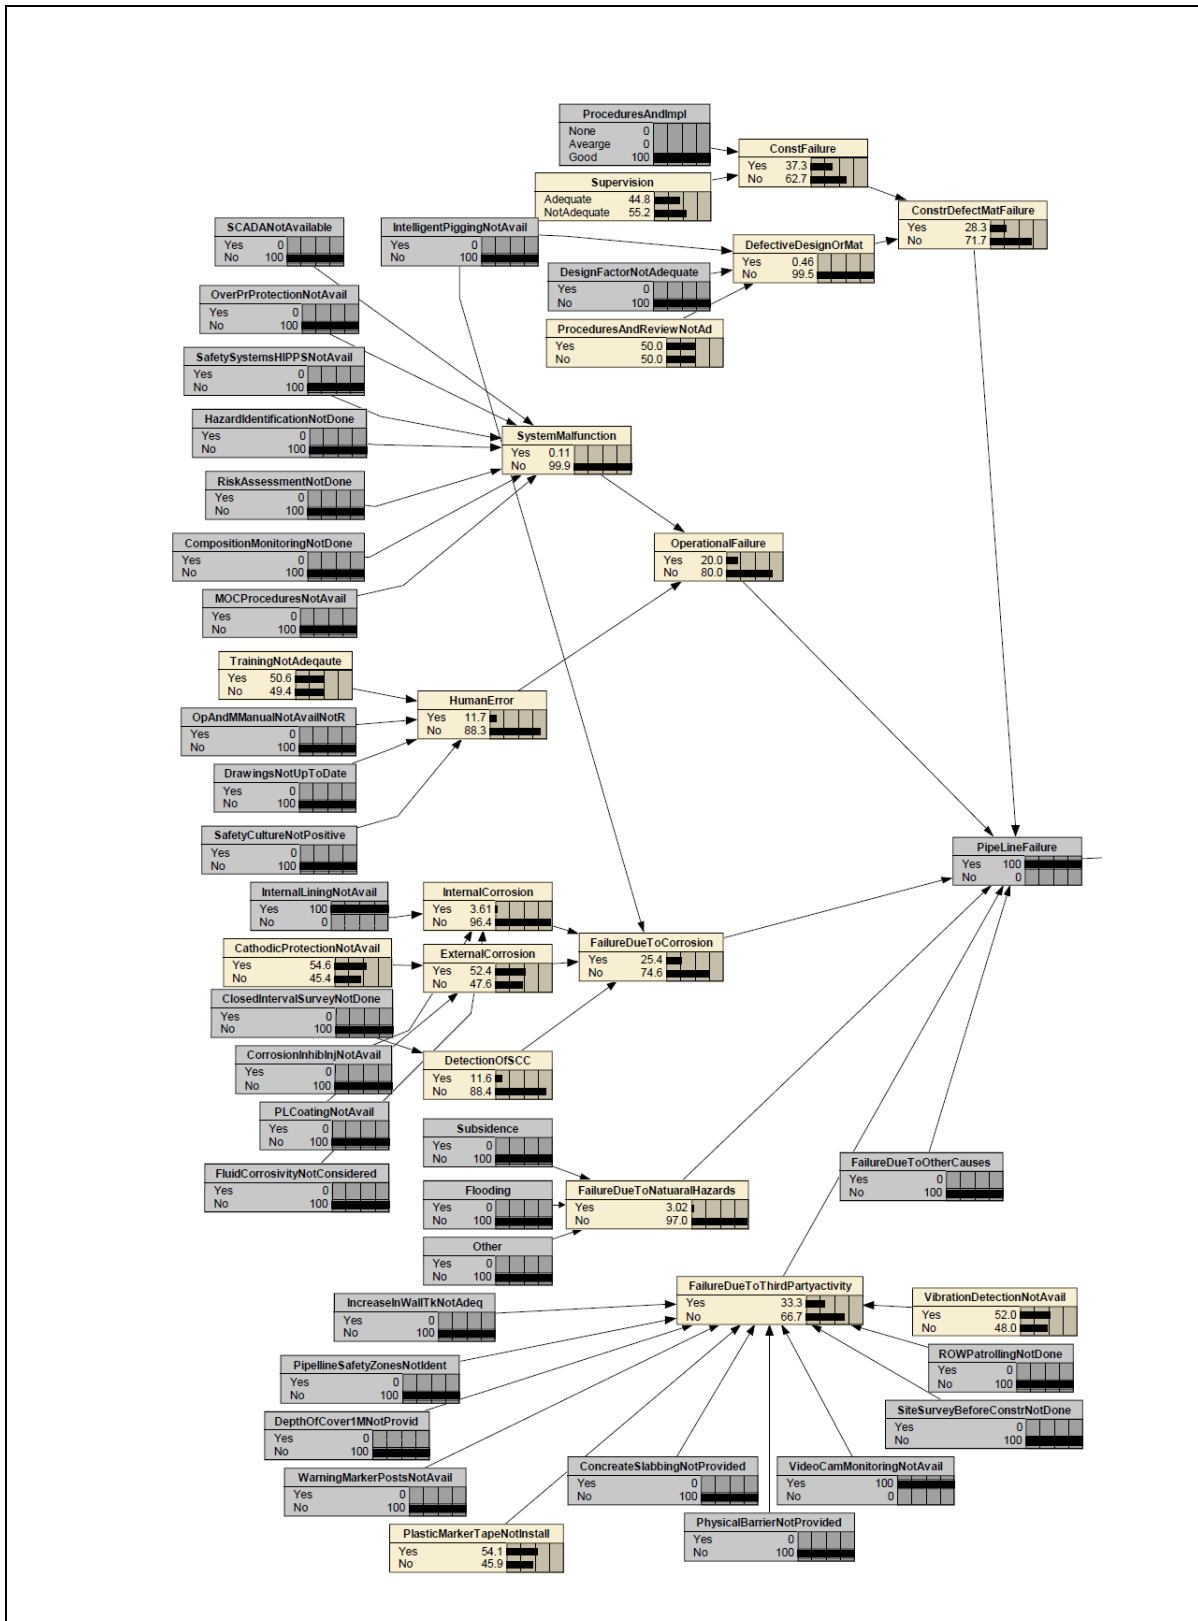 ProceduresAndImpl
None 0
Avearge 0
Good 100
ConstFailure
Yes 37.3
No 62.7
Supervision
Adequate 44.8
NotAdequate 55.2
ConstrDefectMatFailure
Yes 28.3
No 71.7
SCADANotAvailable
Yes 0
No 100
IntelligentPiggingNotAvail
Yes 0
No 100
DefectiveDesignOrMat
Yes 0.46
No 99.5
DesignFactorNotAdequate
Yes 0
No 100
OverPrProtectionNotAvail
Yes 0
No 100
ProceduresAndReviewNotAd
Yes 50.0
No 50.0
SafetySystemsHIPPSNotAvail
Yes 0
No 100
HazardIdentificationNotDone
Yes 0
No 100
SystemMalfunction
Yes 0.11
No 99.9
RiskAssessmentNotDone
Yes 0
No 100
CompositionMonitoringNotDone
Yes 0
No 100
OperationalFailure
Yes 20.0
No 80.0
MOCProceduresNotAvail
Yes 0
No 100
TrainingNotAdeqaute
Yes 50.6
No 49.4
HumanError
Yes 11.7
No 88.3
OpAndMManualNotAvailNotR
Yes 0
No 100
DrawingsNotUpToDate
Yes 0
No 100
SafetyCultureNotPositive
Yes 0
No 100
PipeLineFailure
Yes 100
No 0
InternalLiningNotAvail
Yes 100
No 0
InternalCorrosion
Yes 3.61
No 96.4
CathodicProtectionNotAvail
Yes 54.6
No 45.4
ExternalCorrosion
Yes 52.4
No 47.6
FailureDueToCorrosion
Yes 25.4
No 74.6
ClosedIntervalSurveyNotDone
Yes 0
No 100
CorrosionInhibInjNotAvail
Yes 0
No 100
DetectionOfSCC
Yes 11.6
No 88.4
PLCoatingNotAvail
Yes 0
No 100
Subsidence
Yes 0
No 100
FluidCorrosivityNotConsidered
Yes 0
No 100
Flooding
Yes 0
No 100
FailureDueToNatuaralHazards
Yes 3.02
No 97.0
FailureDueToOtherCauses
Yes 0
No 100
Other
Yes 0
No 100
FailureDueToThirdPartyactivity
Yes 33.3
No 66.7
VibrationDetectionNotAvail
Yes 52.0
No 48.0
IncreaseInWallTkNotAdeq
Yes 0
No 100
PipelineSafetyZonesNotIdent
Yes 0
No 100
ROWPatrollingNotDone
Yes 0
No 100
DepthOfCover1MNotProvid
Yes 0
No 100
SiteSurveyBeforeConstrNotDone
Yes 0
No 100
WarningMarkerPostsNotAvail
Yes 0
No 100
ConcreateSlabbingNotProvided
Yes 0
No 100
VideoCamMonitoringNotAvail
Yes 100
No 0
PlasticMarkerTapeNotInstall
Yes 54.1
No 45.9
PhysicalBarrierNotProvided
Yes 0
No 100